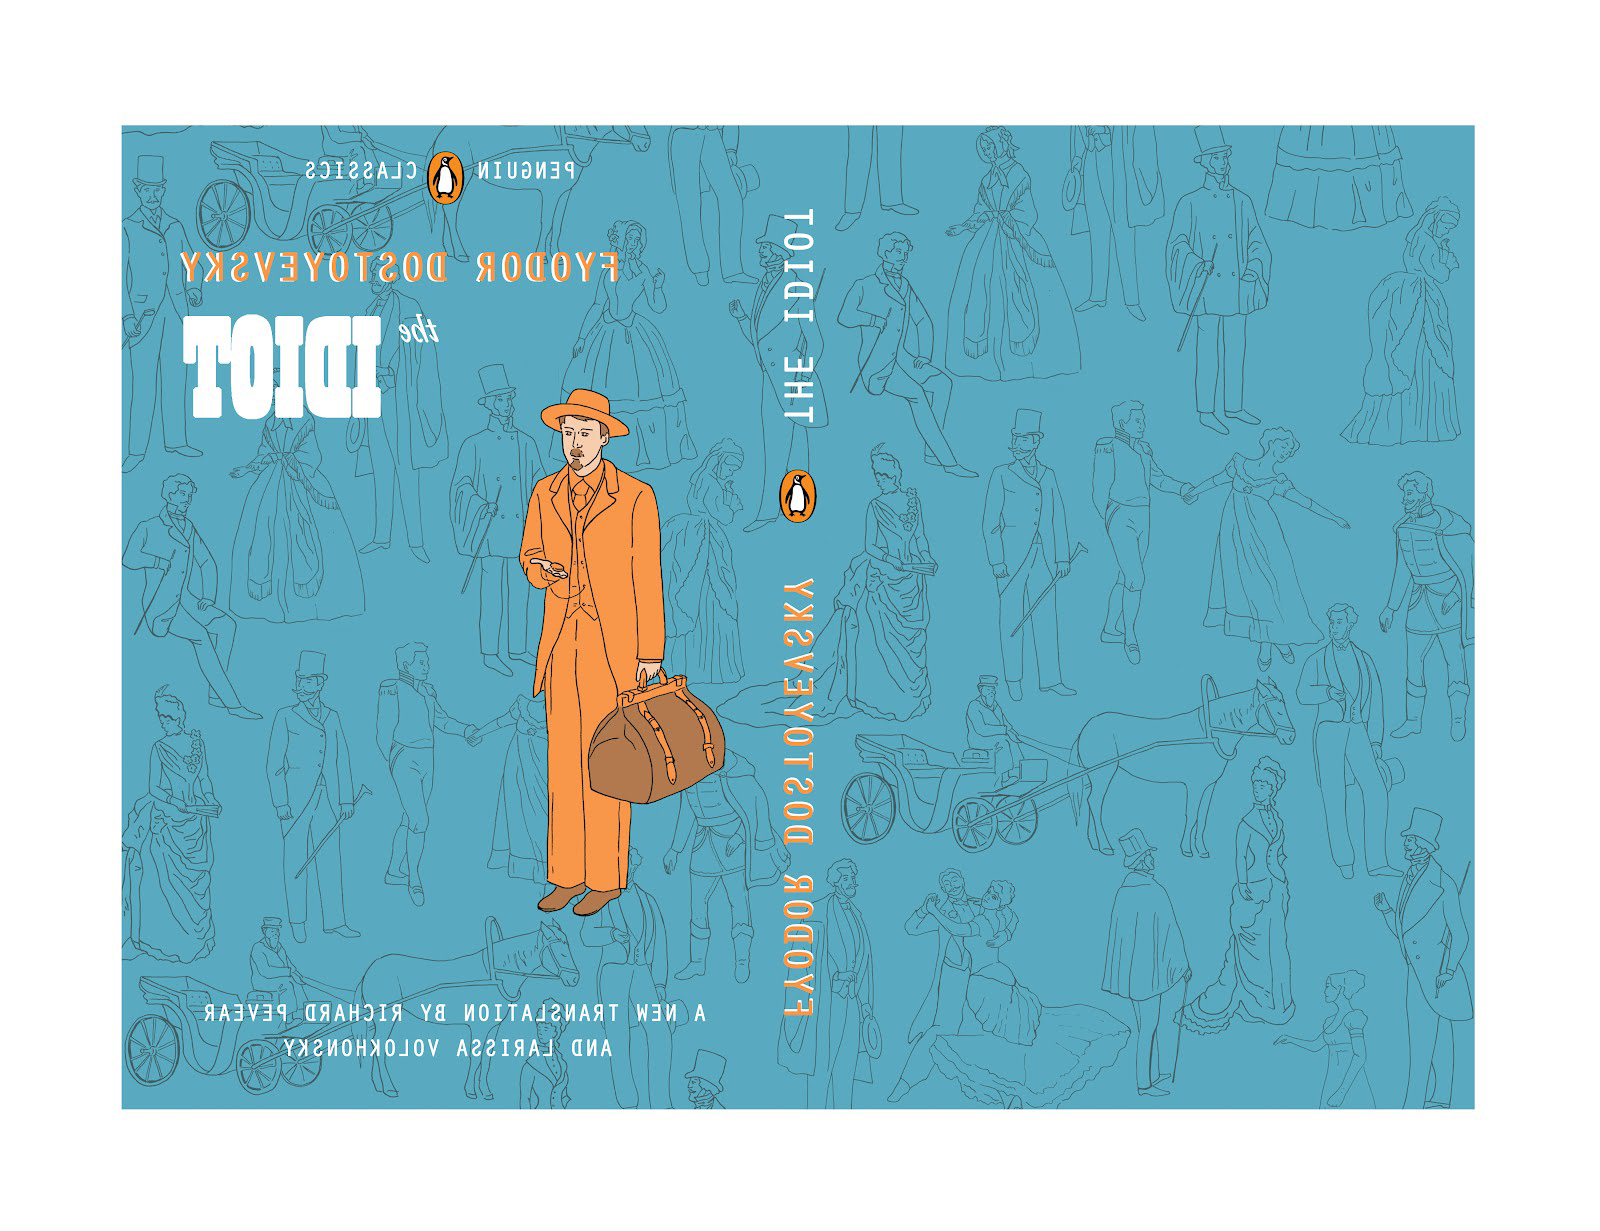 PENGUIN CLASSICS
FYODOR DOSTOYEVSKY
the IDIOT
A NEW TRANSLATION BY RICHARD PEVEAR
AND LARISSA VOLOKHONSKY
THE IDIOT
FYODOR DOSTOYEVSKY